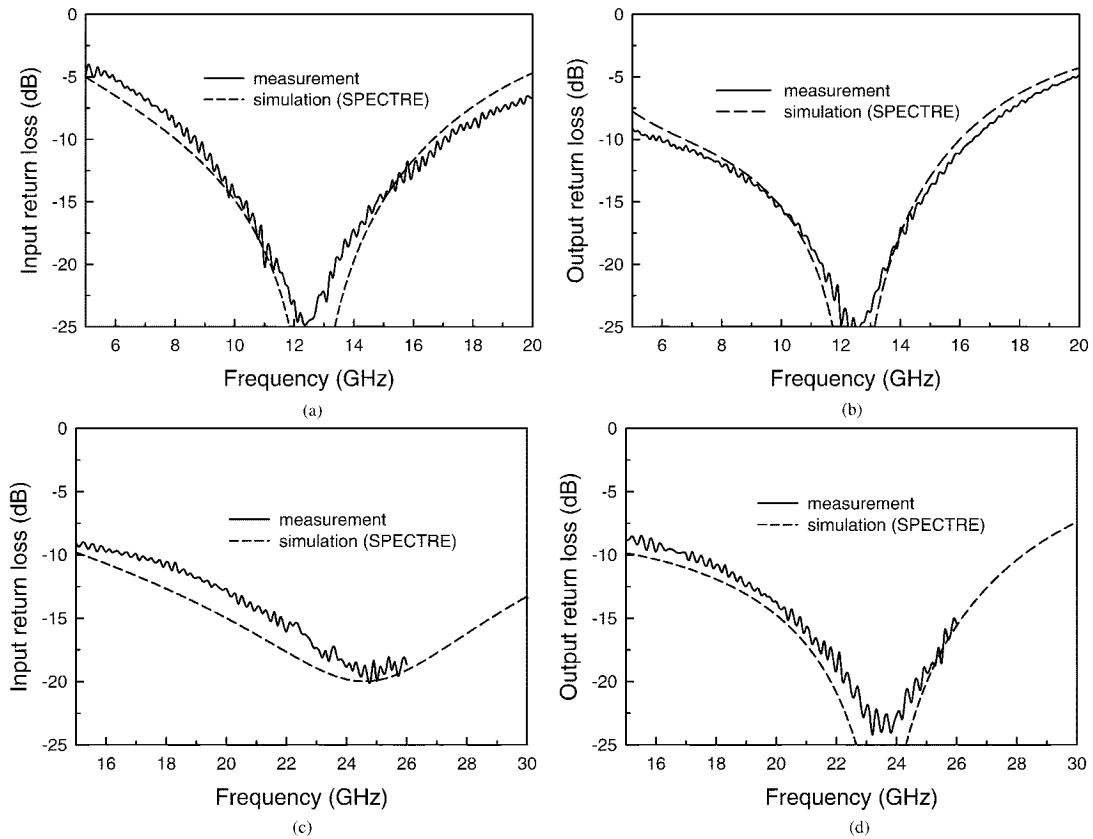 0
-5
-10
-15
-20
-25
Input return loss (dB)
measurement
simulation (SPECTRE)
6 8 10 12 14 16 18 20
Frequency (GHz)
(a)
0
-5
-10
-15
-20
-25
Output return loss (dB)
measurement
simulation (SPECTRE)
6 8 10 12 14 16 18 20
Frequency (GHz)
(b)
0
-5
-10
-15
-20
-25
Input return loss (dB)
measurement
simulation (SPECTRE)
16 18 20 22 24 26 28 30
Frequency (GHz)
(c)
0
-5
-10
-15
-20
-25
Output return loss (dB)
measurement
simulation (SPECTRE)
16 18 20 22 24 26 28 30
Frequency (GHz)
(d)